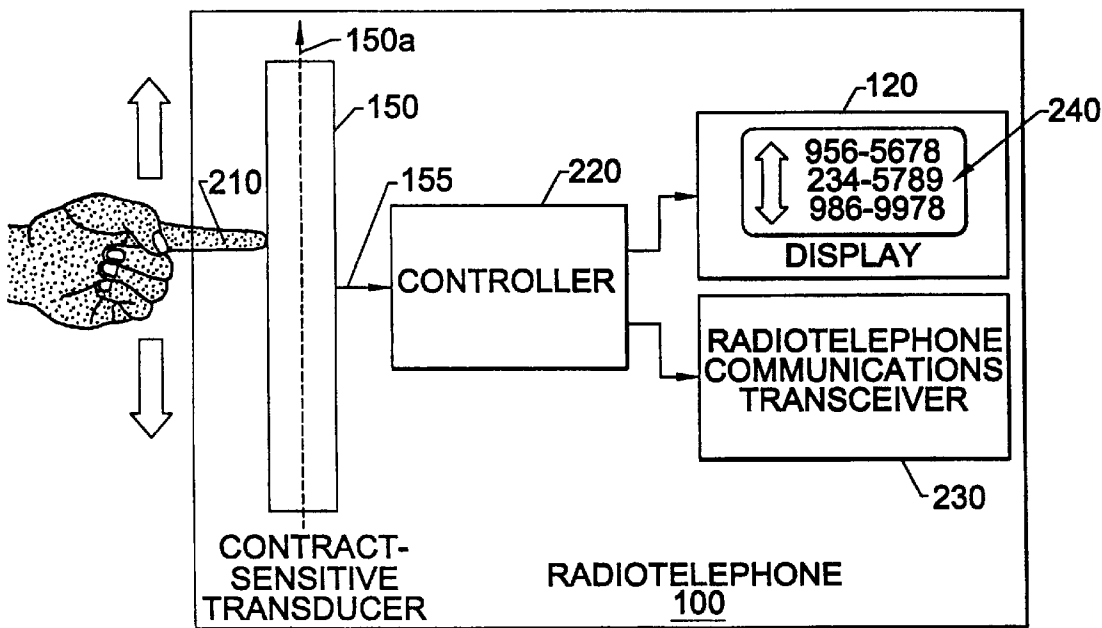 150a
150
120
240
210
155
220
956-5678
234-5789
986-9978
DISPLAY
CONTROLLER
RADIOTELEPHONE
COMMUNICATIONS
TRANSCEIVER
230
CONTRACT-
SENSITIVE
TRANSDUCER
RADIOTELEPHONE
100